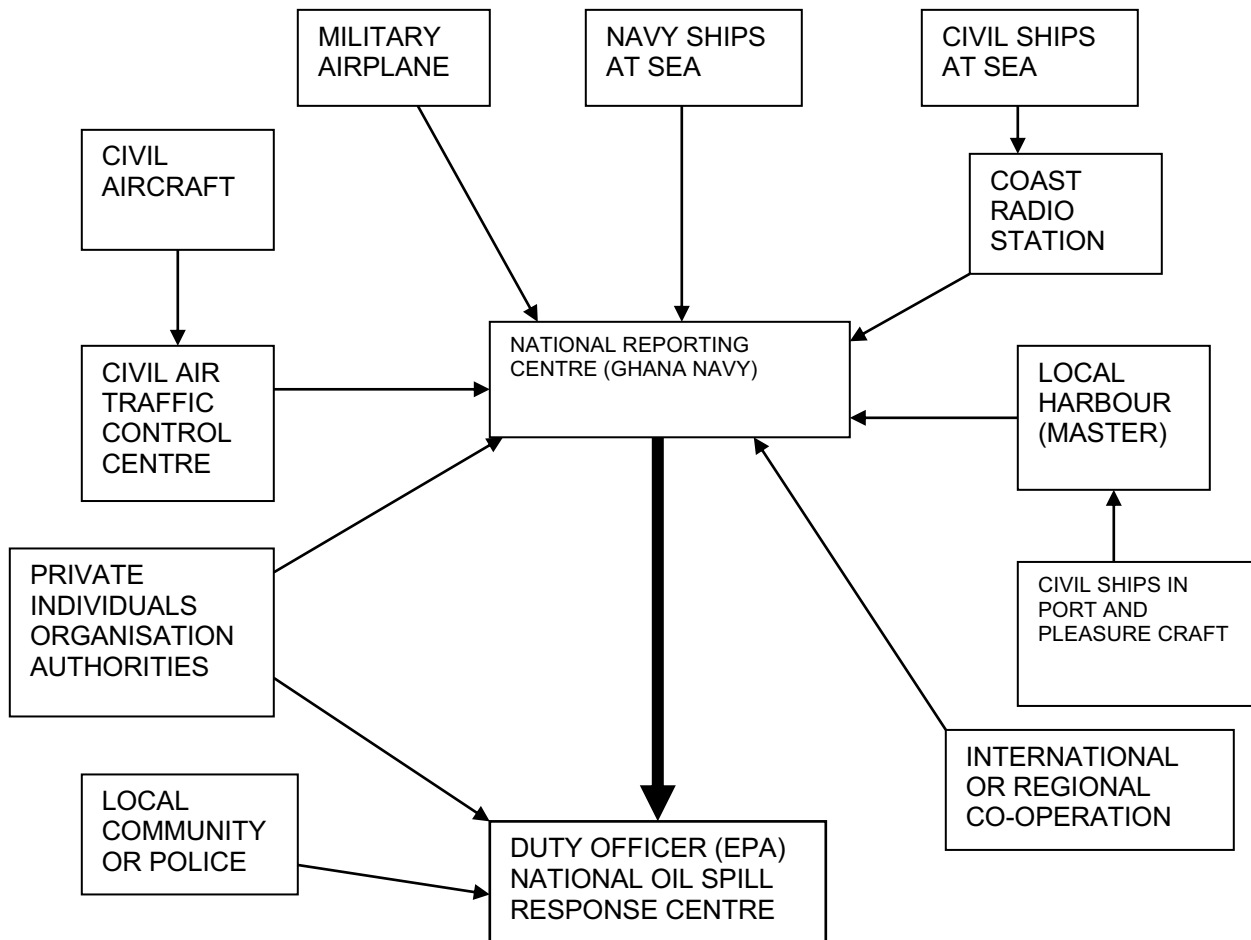 MILITARY
AIRPLANE
NAVY SHIPS
AT SEA
CIVIL SHIPS
AT SEA
CIVIL
AIRCRAFT
COAST
RADIO
STATION
NATIONAL REPORTING
CENTRE (GHANA NAVY)
CIVIL AIR
TRAFFIC
CONTROL
CENTRE
LOCAL
HARBOUR
(MASTER)
PRIVATE
INDIVIDUALS
ORGANISATION
AUTHORITIES
CIVIL SHIPS IN
PORT AND
PLEASURE CRAFT
INTERNATIONAL
OR REGIONAL
CO-OPERATION
LOCAL
COMMUNITY
OR POLICE
DUTY OFFICER (EPA)
NATIONAL OIL SPILL
RESPONSE CENTRE